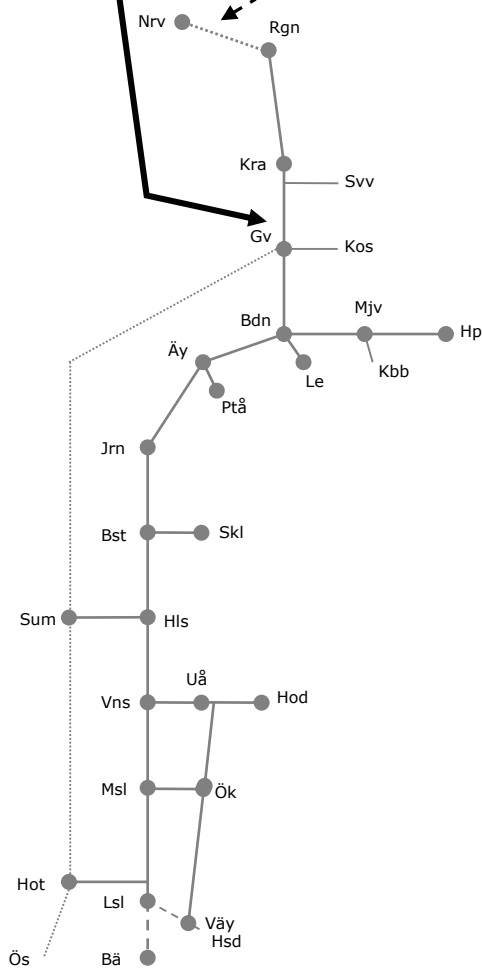 Nrv
Rgn
Kra
Svv
Gv
Kos
Bdn
Mjv
Hp
Äy
Le
Kbb
Ptå
Jrn
Bst
Skl
Sum
Hls
Uå
Vns
Hod
Msl
Ök
Hot
Lsl
Väy
Hsd
Ös
Bä